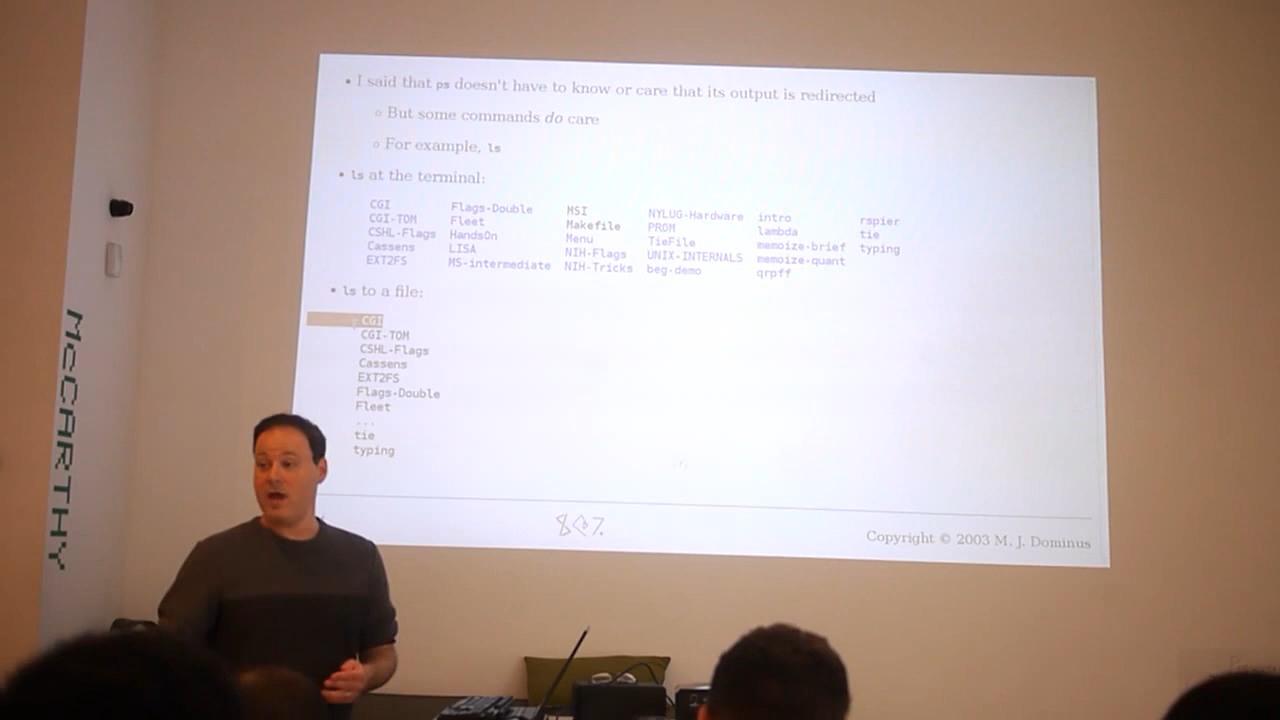 • I said that ps doesn't have to know or care that its output is redirected
◦ But some commands do care
◦ For example, ls
• ls at the terminal:
CGI Flags-Double MSI NYLUG-Hardware intro rspier
CGI-TOM Fleet Makefile PROM lambda tie
CSHL-Flags HandsOn Menu TieFile memoize-brief typing
Cassens LISA NIH-Flags UNIX-INTERNALS memoize-quant
EXT2FS MS-intermediate NIH-Tricks beg-demo qrpff
• ls to a file:
CGI
CGI-TOM
CSHL-Flags
Cassens
EXT2FS
Flags-Double
Fleet
...
tie
typing
Copyright © 2003 M. J. Dominus
MCCARTHY